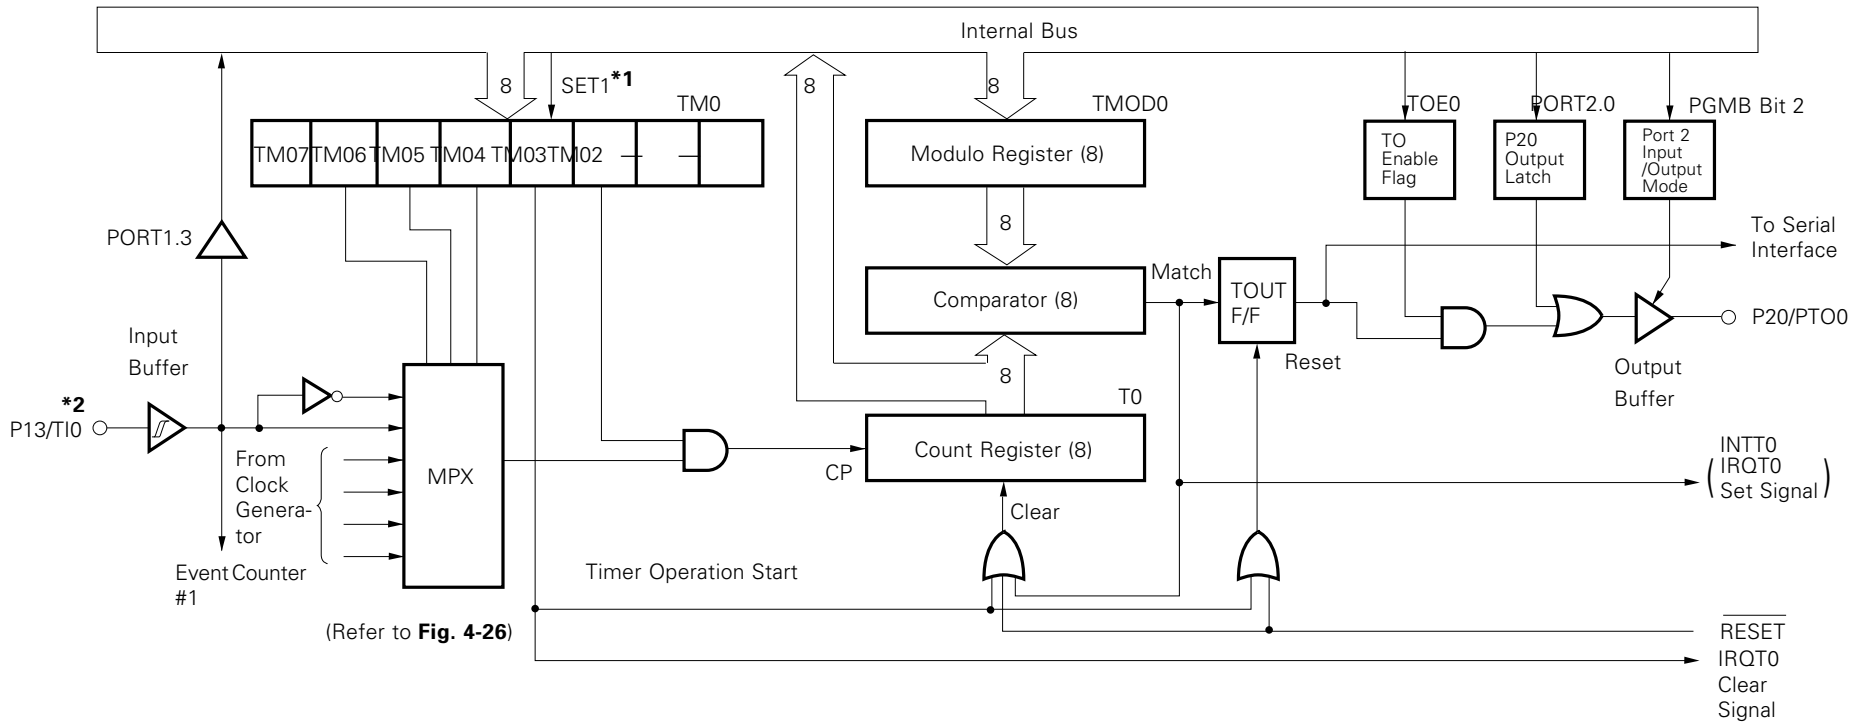 Internal Bus
8
SET1*1
8
8
TM0
TMOD0
TOE0
PORT2.0
PGMB Bit 2
TM07 TM06 TM05 TM04 TM03 TM02 — —
Modulo Register (8)
TO
Enable
Flag
P20
Output
Latch
Port 2
Input
/Output
Mode
8
PORT1.3
To Serial
Interface
Comparator (8)
Match
TOUT
F/F
P20/PTO0
Input
Buffer
Reset
Output
Buffer
8
T0
*2
P13/TI0
From
Clock
Genera-
tor
MPX
CP
Count Register (8)
INTT0
(IRQT0
Set Signal)
Clear
Event Counter
#1
Timer Operation Start
(Refer to Fig. 4-26)
RESET
IRQT0
Clear
Signal